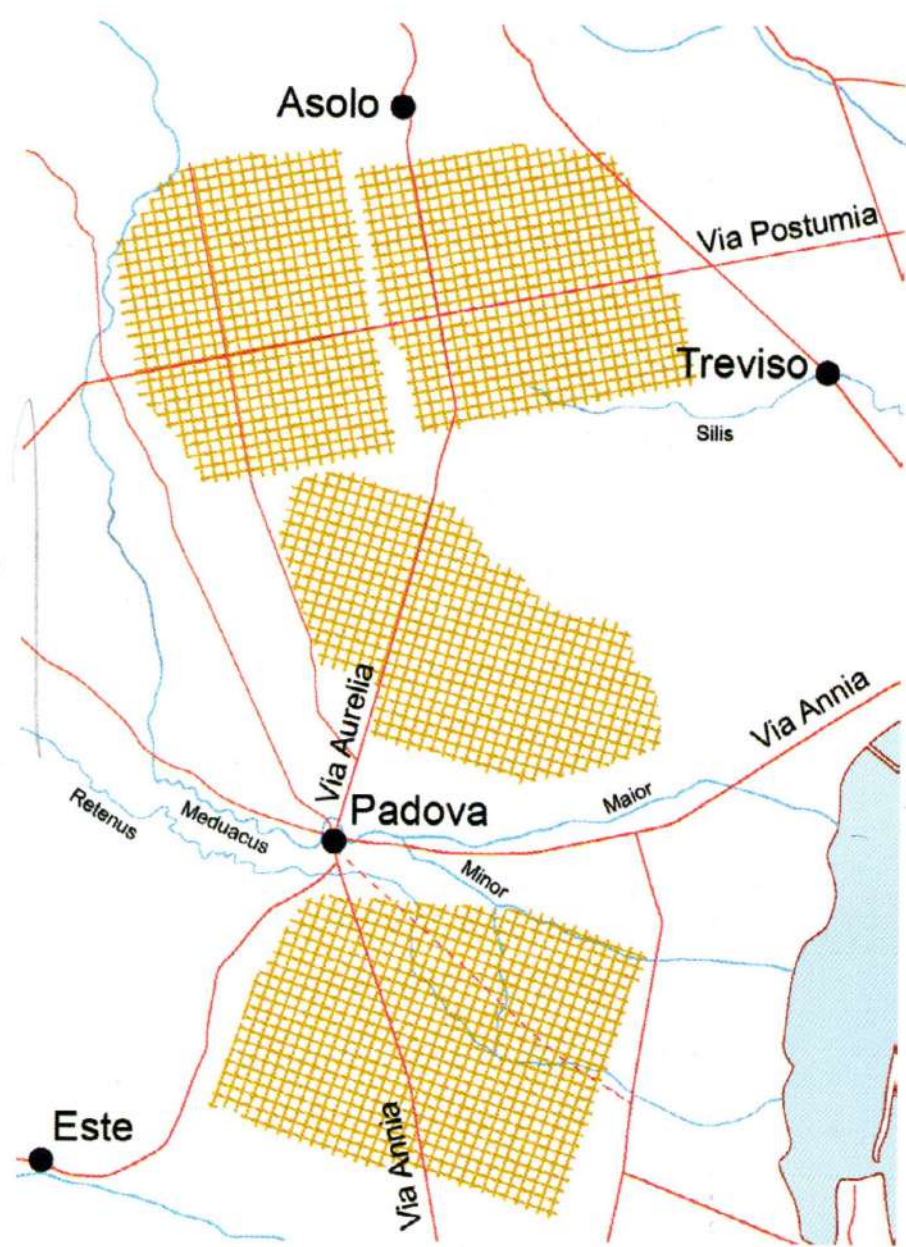 Asolo
Via Postumia
Treviso
Silis
Via Aurelia
Via Annia
Padova
Maior
Retenus
Meduacus
Minor
Este
Via Annia